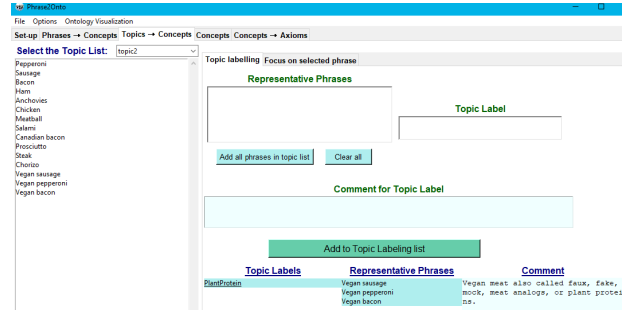 Phrase2Onto
File Options Ontology Visualization
Set-up Phrases → Concepts Topics → Concepts Concepts Concepts → Axioms
Select the Topic List: topic2
Topic labelling Focus on selected phrase
Pepperoni
Sausage
Bacon
Ham
Anchovies
Chicken
Meatball
Salami
Canadian bacon
Prosciutto
Steak
Chorizo
Vegan sausage
Vegan pepperoni
Vegan bacon
Representative Phrases
Topic Label
Add all phrases in topic list Clear all
Comment for Topic Label
Add to Topic Labeling list
Topic Labels Representative Phrases Comment
PlantProtein Vegan sausage Vegan meat also called faux, fake,
Vegan pepperoni mock, meat analogs, or plant protei
Vegan bacon ns.